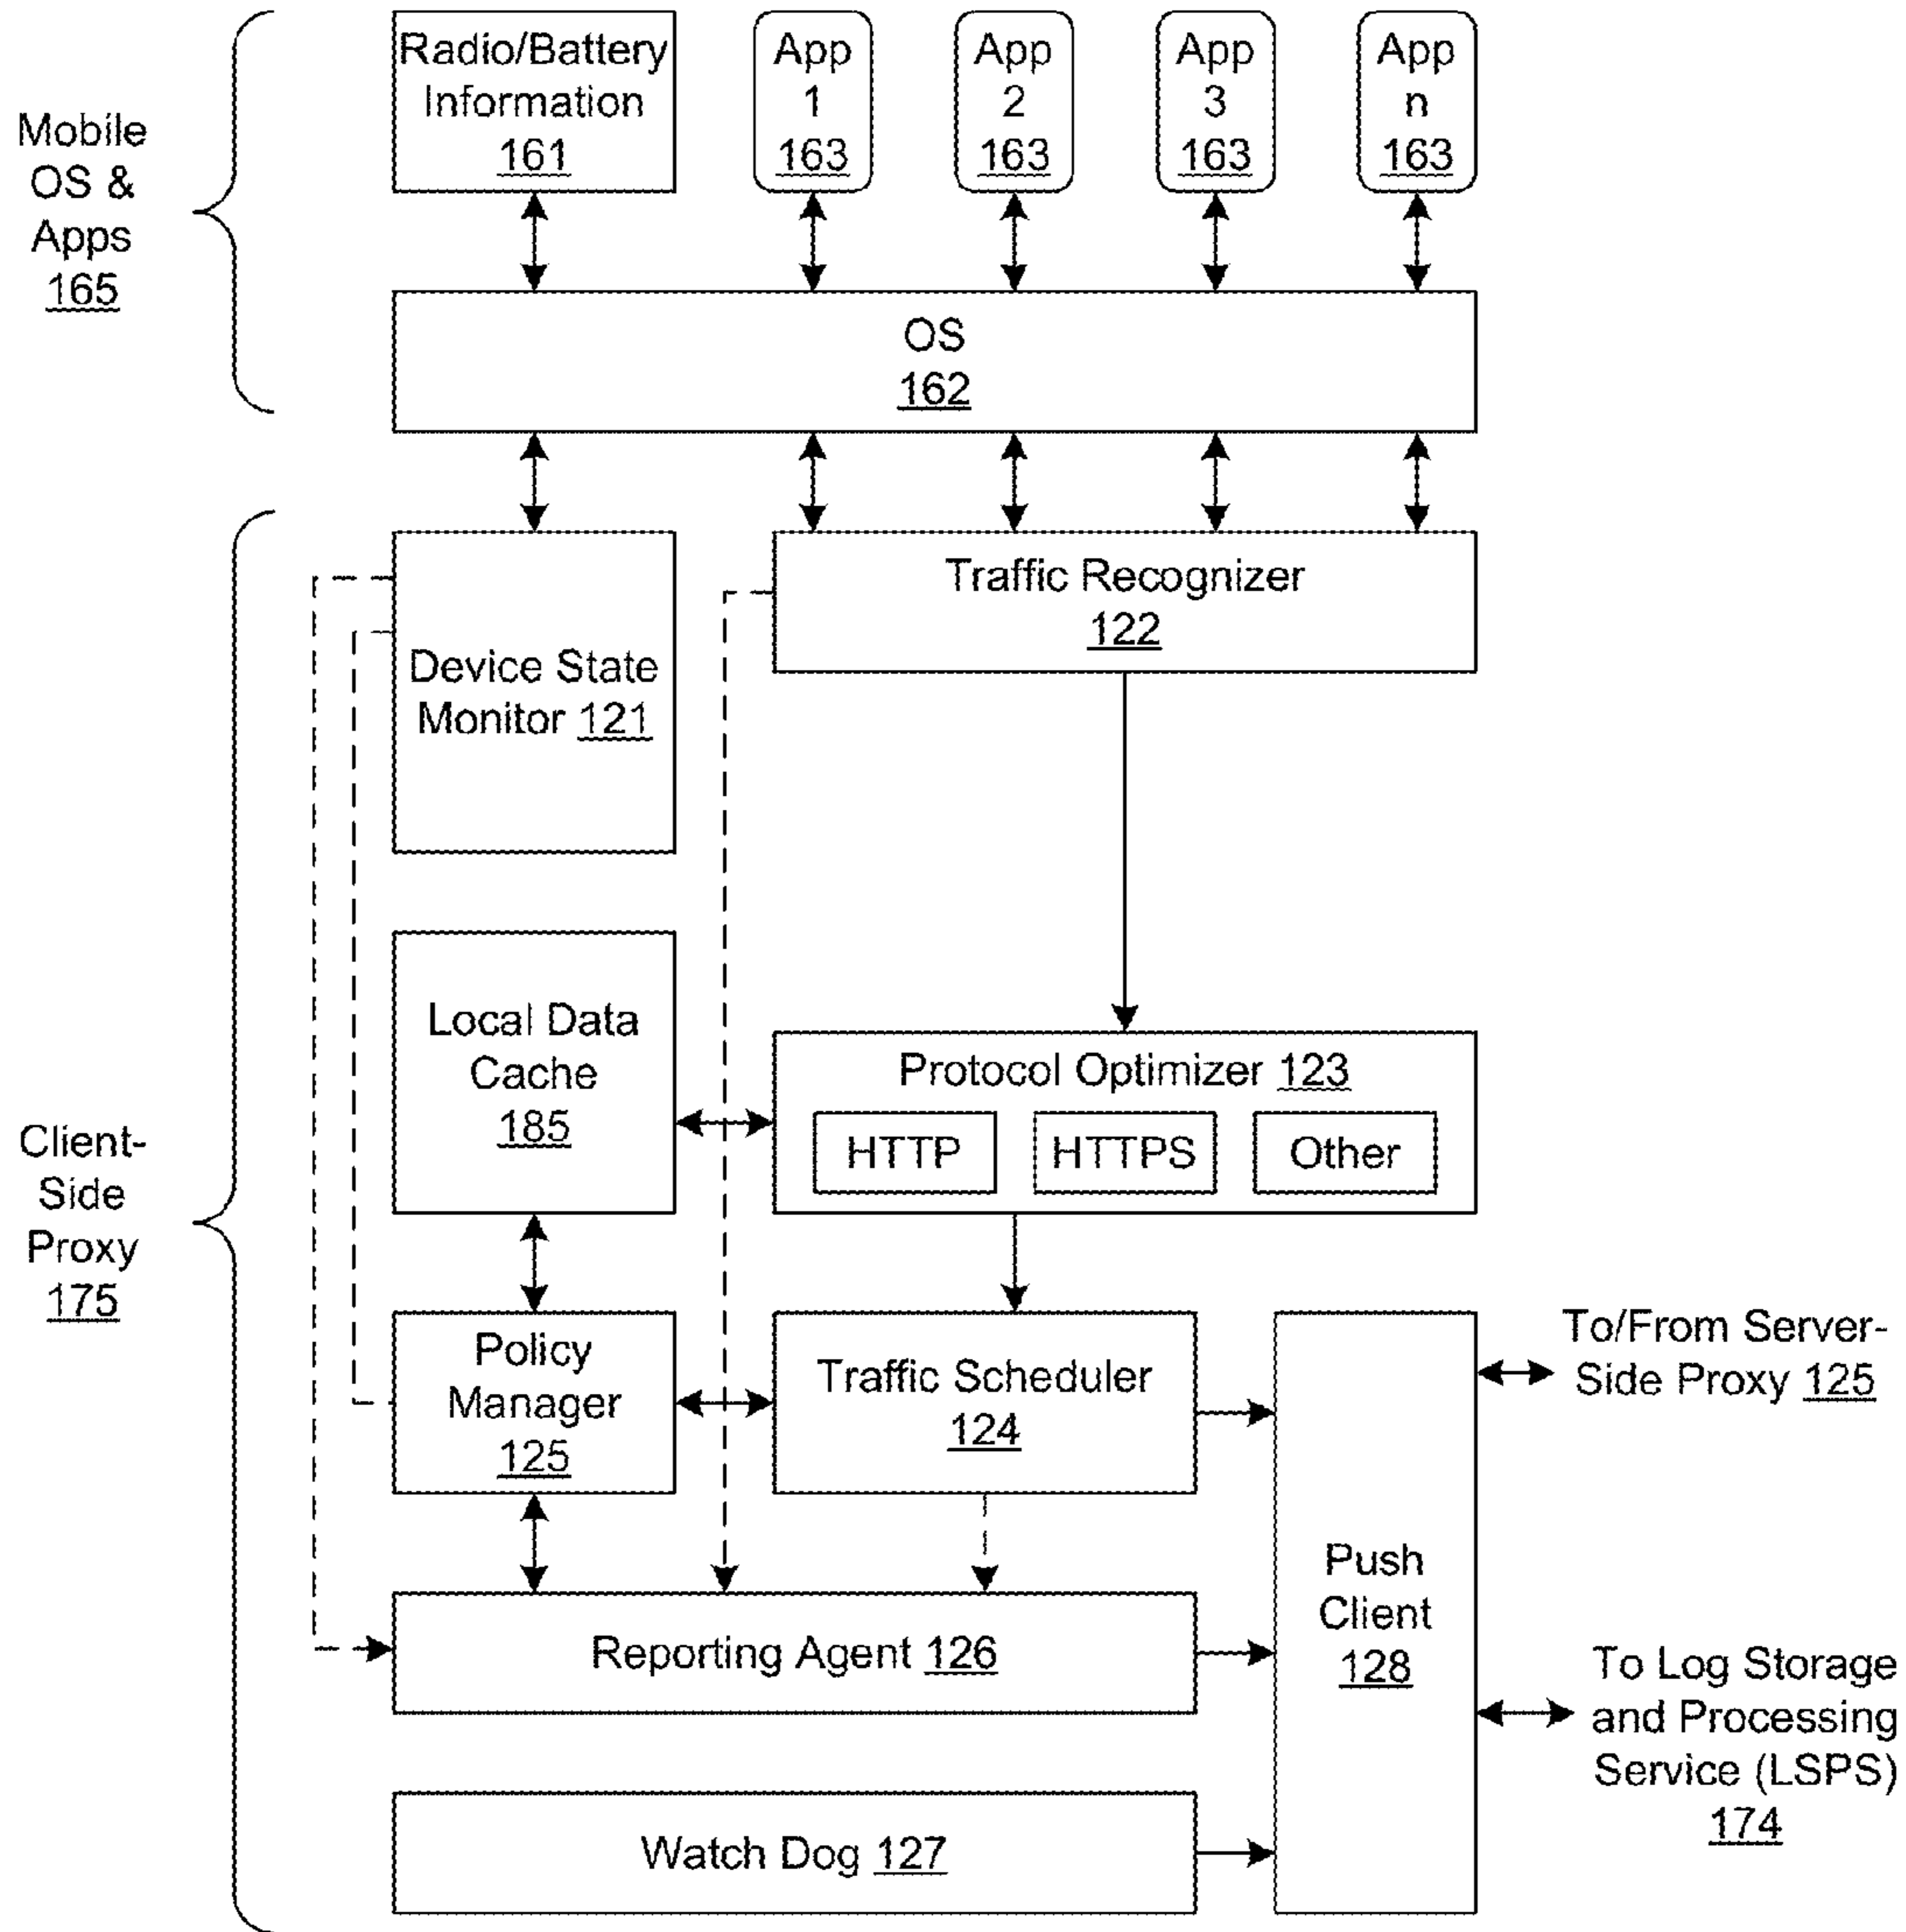 Mobile
OS &
Apps
165
Radio/Battery
Information
161
App
1
163
App
2
163
App
3
163
App
n
163
OS
162
Client-
Side
Proxy
175
Device State
Monitor 121
Traffic Recognizer
122
Local Data
Cache
185
Protocol Optimizer 123
HTTP
HTTPS
Other
Policy
Manager
125
Traffic Scheduler
124
Push
Client
128
To/From Server-
Side Proxy 125
Reporting Agent 126
To Log Storage
and Processing
Service (LSPS)
174
Watch Dog 127